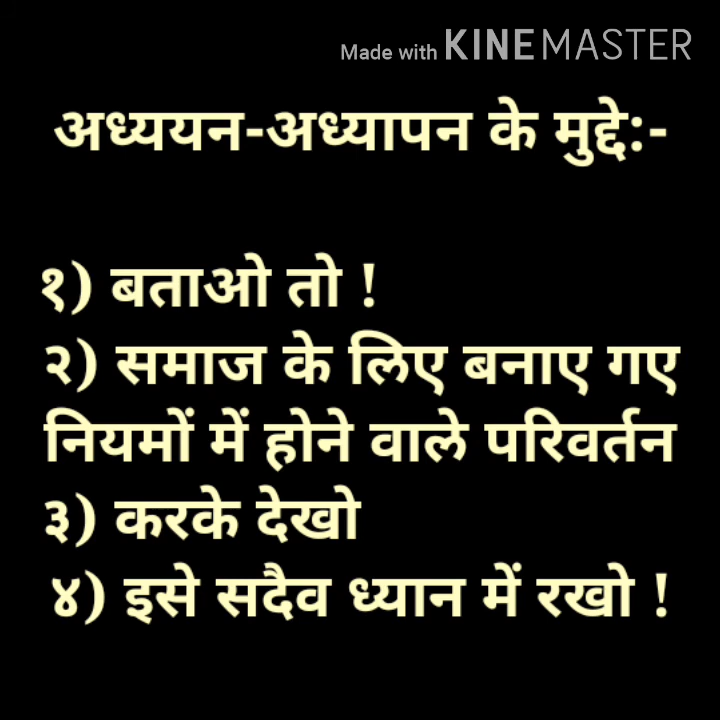 Made with KINEMASTER
अध्ययन-अध्यापन के मुद्दे:-
१) बताओ तो !
२) समाज के लिए बनाए गए
नियमों में होने वाले परिवर्तन
३) करके देखो
४) इसे सदैव ध्यान में रखो !